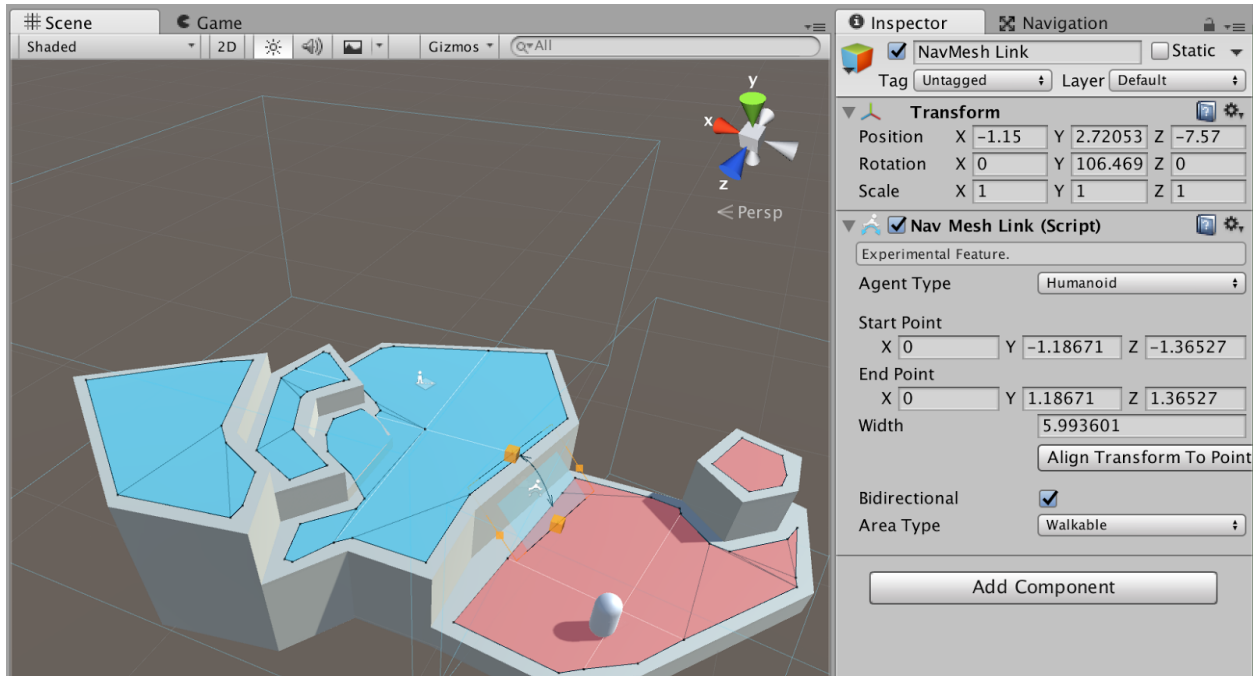 Scene Game
Shaded 2D Gizmos All
y
x
z
Persp
Inspector Navigation
NavMesh Link Static
Tag Untagged Layer Default
Transform
Position X -1.15 Y 2.72053 Z -7.57
Rotation X 0 Y 106.469 Z 0
Scale X 1 Y 1 Z 1
Nav Mesh Link (Script)
Experimental Feature.
Agent Type Humanoid
Start Point
X 0 Y -1.18671 Z -1.36527
End Point
X 0 Y 1.18671 Z 1.36527
Width 5.993601
Align Transform To Point
Bidirectional
Area Type Walkable
Add Component